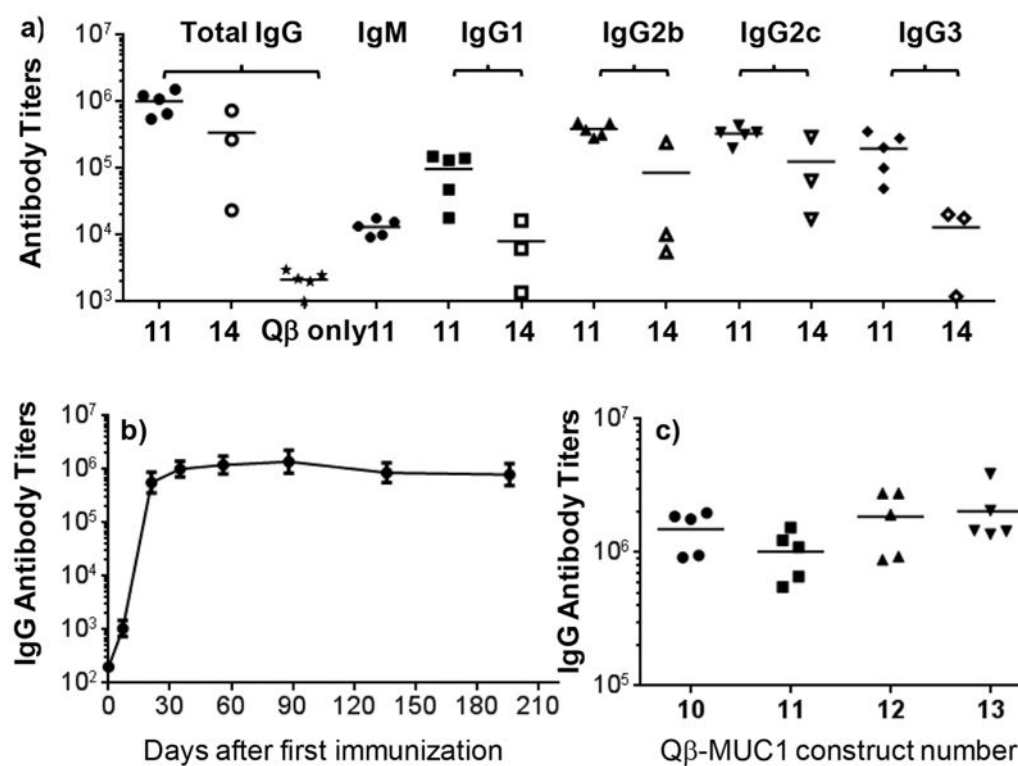 a)
Total IgG IgM IgG1 IgG2b IgG2c IgG3
Antibody Titers
10⁷
10⁶
10⁵
10⁴
10³
11 14 Qβ only 11 11 14 11 14 11 14 11 14
b)
IgG Antibody Titers
10⁷
10⁶
10⁵
10⁴
10³
10²
0 30 60 90 120 150 180 210
Days after first immunization
c)
IgG Antibody Titers
10⁷
10⁶
10⁵
10 11 12 13
Qβ-MUC1 construct number